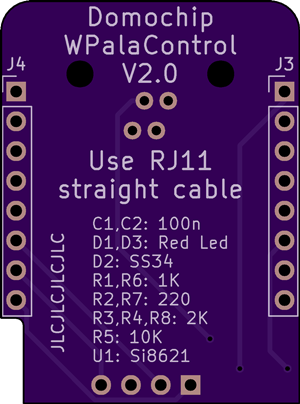 Domochip
WPalaControl
V2.0
J4
J3
Use RJ11
straight cable
C1,C2: 100n
D1,D3: Red Led
D2: SS34
R1,R6: 1K
R2,R7: 220
R3,R4,R8: 2K
R5: 10K
U1: Si8621
JLCJLCJLCJLC